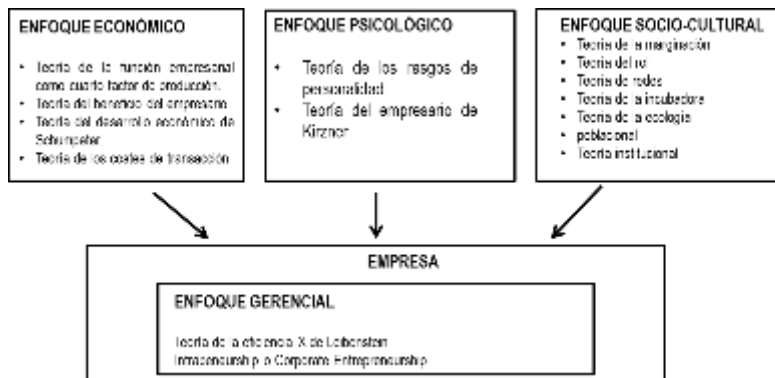 ENFOQUE ECONÓMICO
• Teoría de la función empresarial
como cuarto factor de producción.
• Teoría del beneficio del empresario
• Teoría del desarrollo económico de
Schumpeter
• Teoría de los costes de transacción
ENFOQUE PSICOLÓGICO
• Teoría de los rasgos de
personalidad
• Teoría del empresario de
Kirzner
ENFOQUE SOCIO-CULTURAL
• Teoría de la marginación
• Teoría del rol
• Teoría de redes
• Teoría de la incubadora
• Teoría de la ecología
• poblacional
• Teoría institucional
EMPRESA
ENFOQUE GERENCIAL
Teoría de la eficiencia X de Leibenstein
Intrapeneurship o Corporate Entrepreneurship